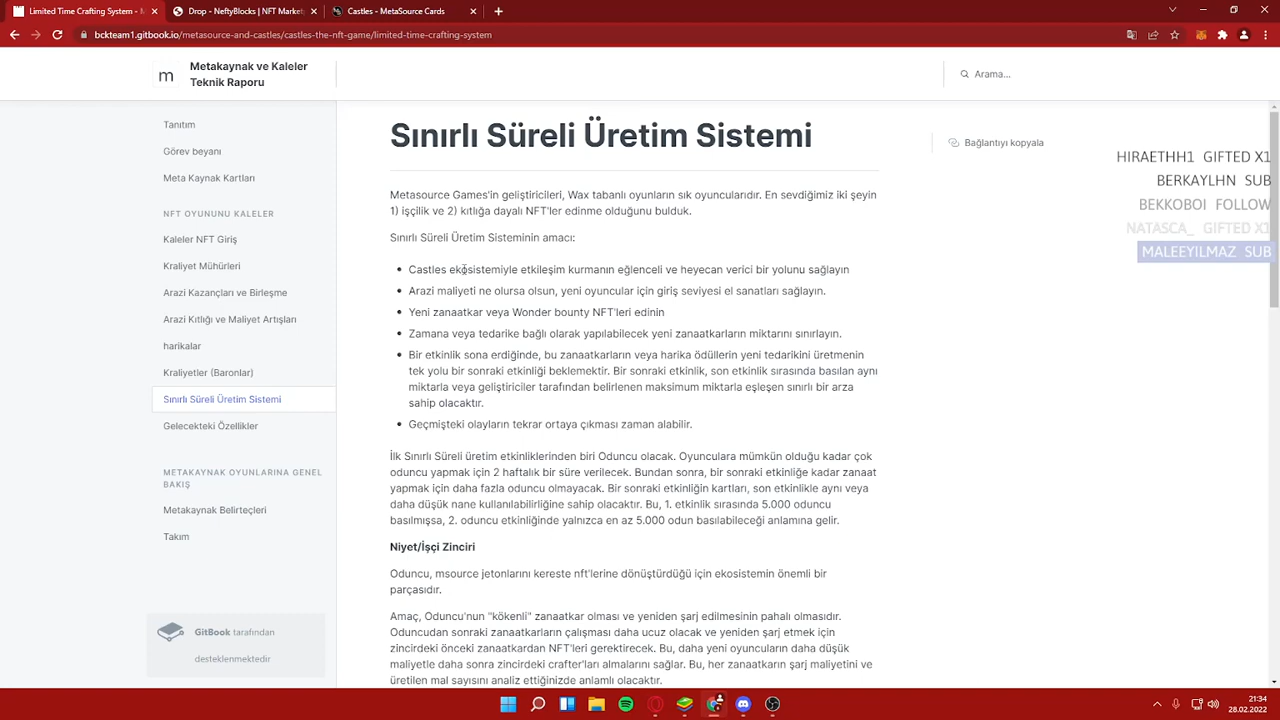 Limited Time Crafting System - M
Drop - NeftyBlocks | NFT Market
Castles - MetaSource Cards
bckteam1.gitbook.io/metasource-and-castles/castles-the-nft-game/limited-time-crafting-system
m
Metakaynak ve Kaleler
Teknik Raporu
Arama...
Tanıtım
Görev beyanı
Meta Kaynak Kartları
NFT OYUNUNU KALELER
Kaleler NFT Giriş
Kraliyet Mühürleri
Arazi Kazançları ve Birleşme
Arazi Kıtlığı ve Maliyet Artışları
harikalar
Kraliyetler (Baronlar)
Sınırlı Süreli Üretim Sistemi
Gelecekteki Özellikler
METAKAYNAK OYUNLARINA GENEL
BAKIŞ
Metakaynak Belirteçleri
Takım
GitBook tarafından
desteklenmektedir
Sınırlı Süreli Üretim Sistemi
Metasource Games'in geliştiricileri, Wax tabanlı oyunların sık oyuncularıdır. En sevdiğimiz iki şeyin
1) işçilik ve 2) kıtlığa dayalı NFT'ler edinme olduğunu bulduk.
Sınırlı Süreli Üretim Sisteminin amacı:
• Castles ekosistemiyle etkileşim kurmanın eğlenceli ve heyecan verici bir yolunu sağlayın
• Arazi maliyeti ne olursa olsun, yeni oyuncular için giriş seviyesi el sanatları sağlayın.
• Yeni zanaatkar veya Wonder bounty NFT'leri edinin
• Zamana veya tedarike bağlı olarak yapılabilecek yeni zanaatkarların miktarını sınırlayın.
• Bir etkinlik sona erdiğinde, bu zanaatkarların veya harika ödüllerin yeni tedarikini üretmenin
tek yolu bir sonraki etkinliği beklemektir. Bir sonraki etkinlik, son etkinlik sırasında basılan aynı
miktarla veya geliştiriciler tarafından belirlenen maksimum miktarla eşleşen sınırlı bir arza
sahip olacaktır.
• Geçmişteki olayların tekrar ortaya çıkması zaman alabilir.
İlk Sınırlı Süreli üretim etkinliklerinden biri Oduncu olacak. Oyunculara mümkün olduğu kadar çok
oduncu yapmak için 2 haftalık bir süre verilecek. Bundan sonra, bir sonraki etkinliğe kadar zanaat
yapmak için daha fazla oduncu olmayacak. Bir sonraki etkinliğin kartları, son etkinlikle aynı veya
daha düşük nane kullanılabilirliğine sahip olacaktır. Bu, 1. etkinlik sırasında 5.000 oduncu
basılmışsa, 2. oduncu etkinliğinde yalnızca en az 5.000 odun basılabileceği anlamına gelir.
Niyet/İşçi Zinciri
Oduncu, msource jetonlarını kereste nft'lerine dönüştürdüğü için ekosistemin önemli bir
parçasıdır.
Amaç, Oduncu'nun "kökenli" zanaatkar olması ve yeniden şarj edilmesinin pahalı olmasıdır.
Oduncudan sonraki zanaatkarların çalışması daha ucuz olacak ve yeniden şarj etmek için
zincirdeki önceki zanaatkardan NFT'leri gerektirecek. Bu, daha yeni oyuncuların daha düşük
maliyetle daha sonra zincirdeki crafter'ları almalarını sağlar. Bu, her zanaatkarın şarj maliyetini ve
üretilen mal sayısını analiz ettiğinizde anlamlı olacaktır.
Bağlantıyı kopyala
HIRAETHH1 GIFTED X1
BERKAYLHN SUB
BEKKOBOI FOLLOW
NATASCA_ GIFTED X1
MALEEYILMAZ SUB
21:34
28.02.2022